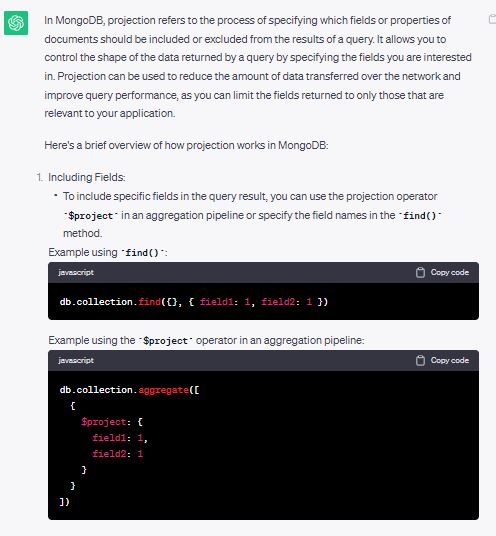 In MongoDB, projection refers to the process of specifying which fields or properties of
documents should be included or excluded from the results of a query. It allows you to
control the shape of the data returned by a query by specifying the fields you are interested
in. Projection can be used to reduce the amount of data transferred over the network and
improve query performance, as you can limit the fields returned to only those that are
relevant to your application.
Here's a brief overview of how projection works in MongoDB:
1. Including Fields:
• To include specific fields in the query result, you can use the projection operator
`$project` in an aggregation pipeline or specify the field names in the `find()`
method.
Example using `find()`:
javascript Copy code
db.collection.find({}, { field1: 1, field2: 1 })
Example using the `$project` operator in an aggregation pipeline:
javascript Copy code
db.collection.aggregate([
{
$project: {
field1: 1,
field2: 1
}
}
])